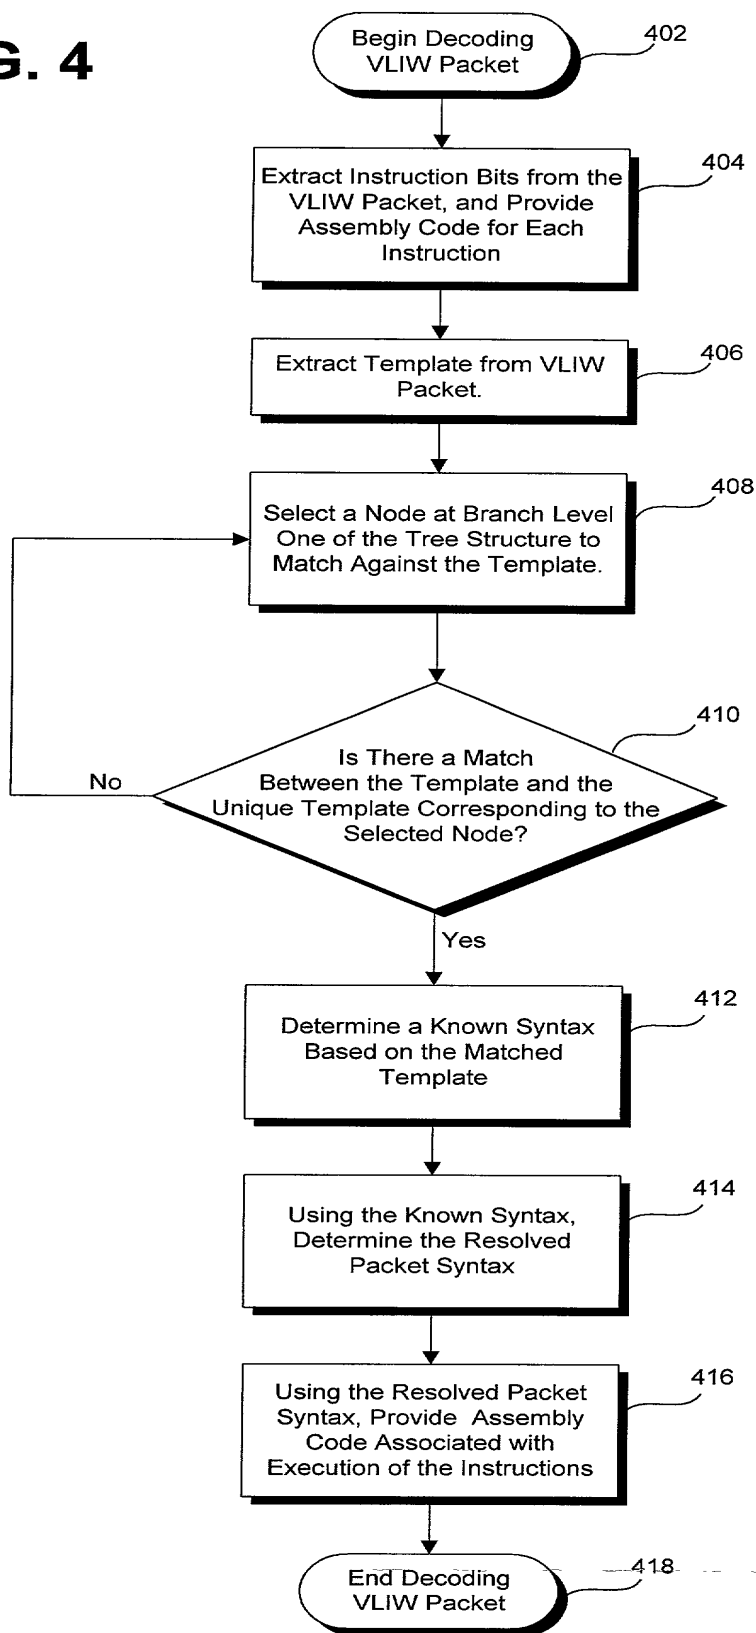 G. 4
Begin Decoding
VLIW Packet
402
Extract Instruction Bits from the
VLIW Packet, and Provide
Assembly Code for Each
Instruction
404
Extract Template from VLIW
Packet.
406
Select a Node at Branch Level
One of the Tree Structure to
Match Against the Template.
408
Is There a Match
Between the Template and the
Unique Template Corresponding to the
Selected Node?
410
No
Yes
Determine a Known Syntax
Based on the Matched
Template
412
Using the Known Syntax,
Determine the Resolved
Packet Syntax
414
Using the Resolved Packet
Syntax, Provide Assembly
Code Associated with
Execution of the Instructions
416
End Decoding
VLIW Packet
418